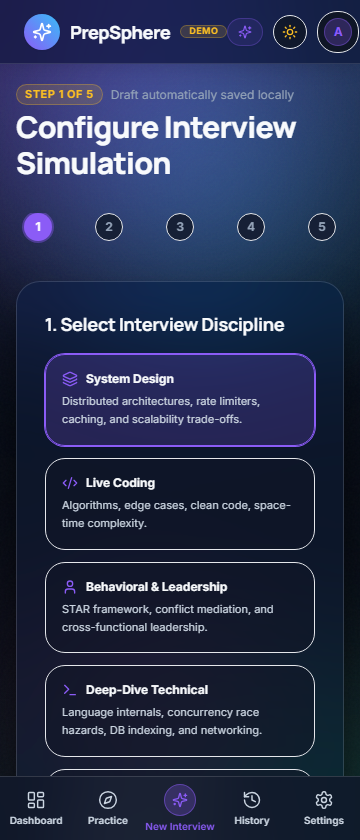 PrepSphere DEMO A
STEP 1 OF 5 Draft automatically saved locally
Configure Interview
Simulation
1 2 3 4 5
1. Select Interview Discipline
System Design
Distributed architectures, rate limiters,
caching, and scalability trade-offs.
Live Coding
Algorithms, edge cases, clean code, space-
time complexity.
Behavioral & Leadership
STAR framework, conflict mediation, and
cross-functional leadership.
Deep-Dive Technical
Language internals, concurrency race
hazards, DB indexing, and networking.
Dashboard Practice New Interview History Settings